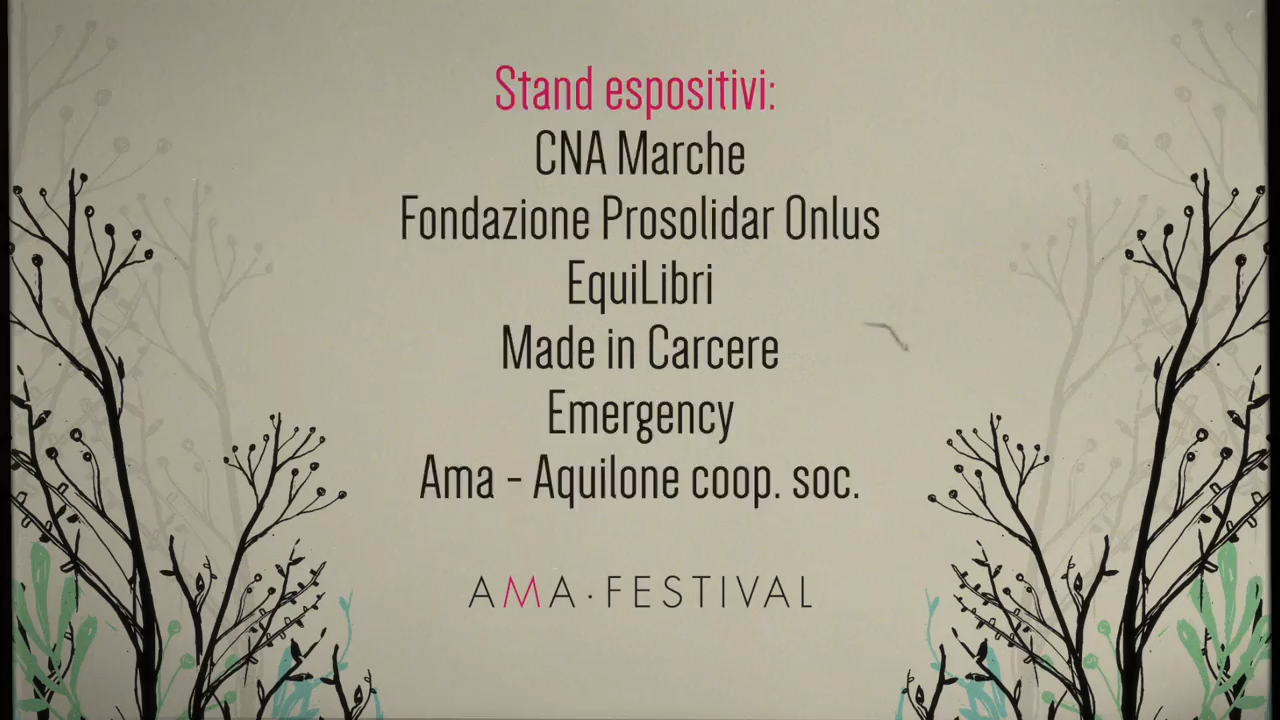 Stand espositivi:
CNA Marche
Fondazione Prosolidar Onlus
EquiLibri
Made in Carcere
Emergency
Ama - Aquilone coop. soc.
AMA·FESTIVAL